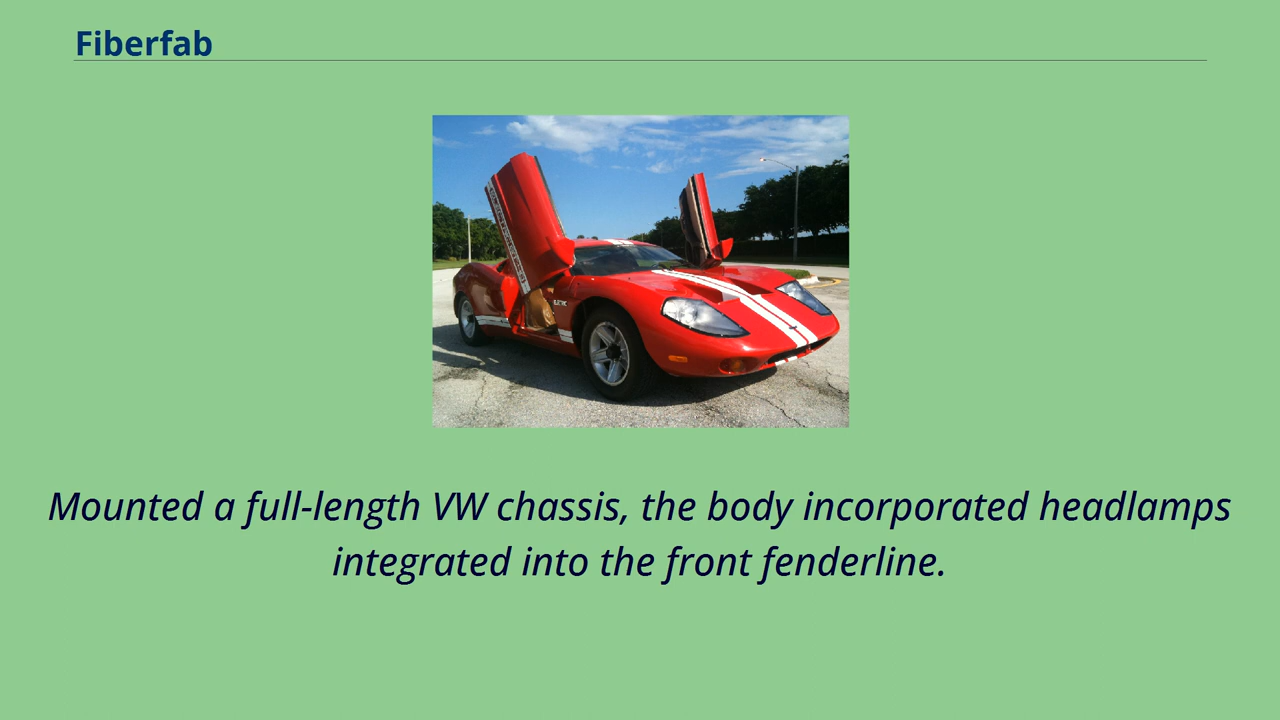 Fiberfab
Mounted a full-length VW chassis, the body incorporated headlamps
integrated into the front fenderline.